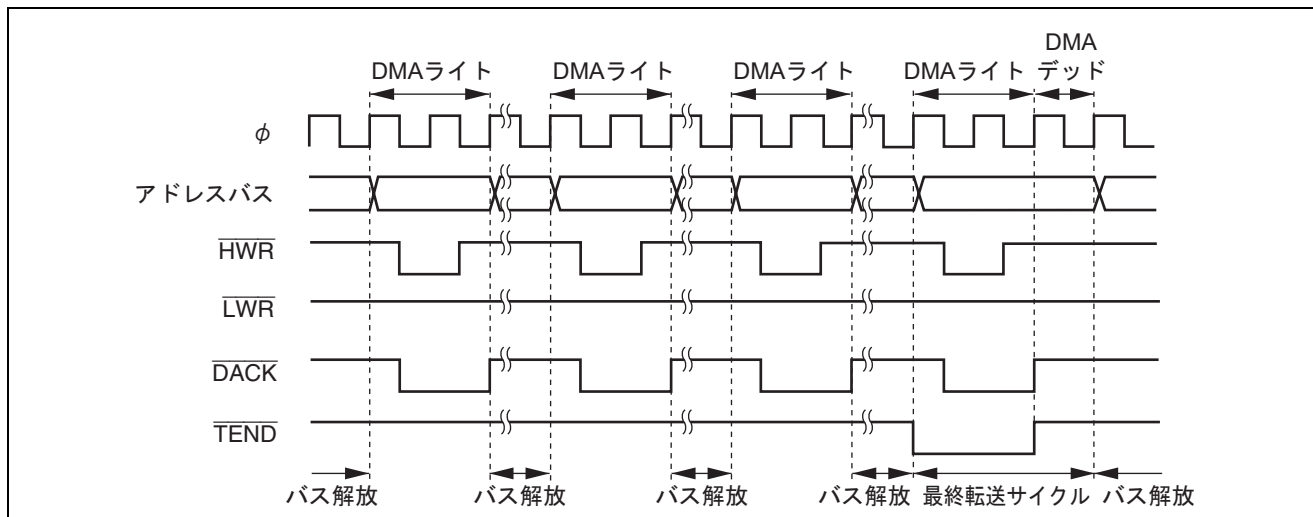 DMA
DMAライト DMAライト DMAライト DMAライト デッド
φ
アドレスバス
HWR
LWR
DACK
TEND
バス解放 バス解放 バス解放 バス解放 最終転送サイクル バス解放